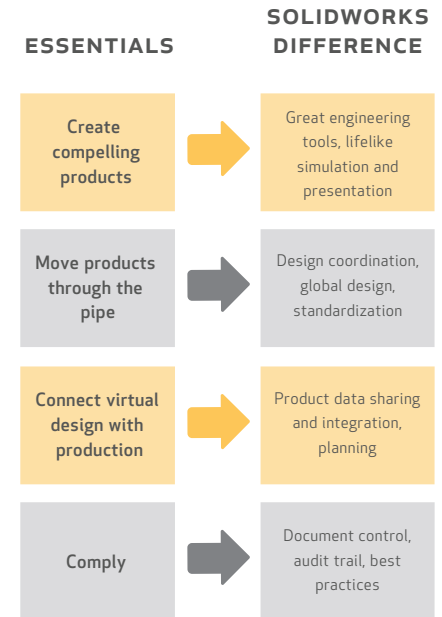 ESSENTIALS
SOLIDWORKS
DIFFERENCE
Create
compelling
products
Great engineering
tools, lifelike
simulation and
presentation
Move products
through the
pipe
Design coordination,
global design,
standardization
Connect virtual
design with
production
Product data sharing
and integration,
planning
Comply
Document control,
audit trail, best
practices